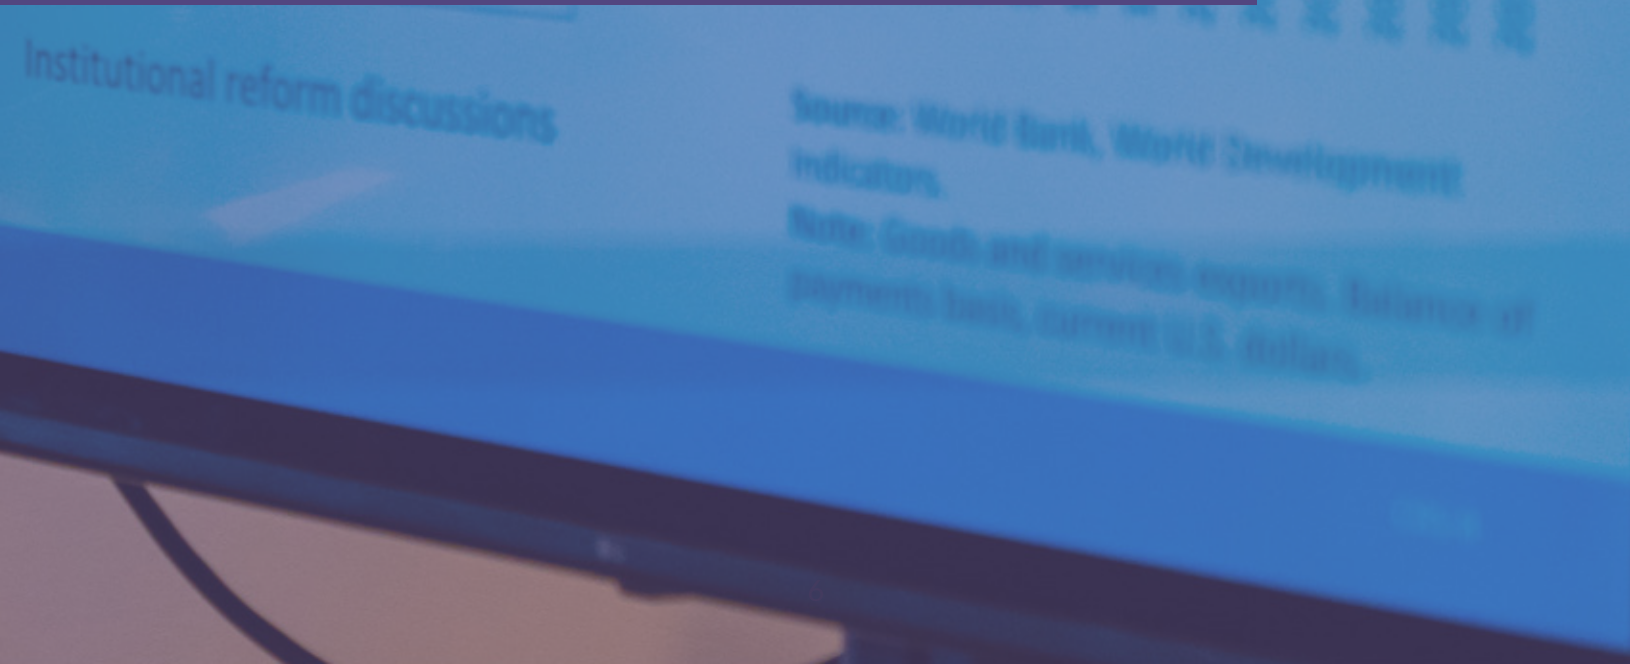 Institutional reform discussions
Source: World Bank, World Development
Indicators.
Note: Goods and services exports. Balance of
payments basis, current U.S. dollars.